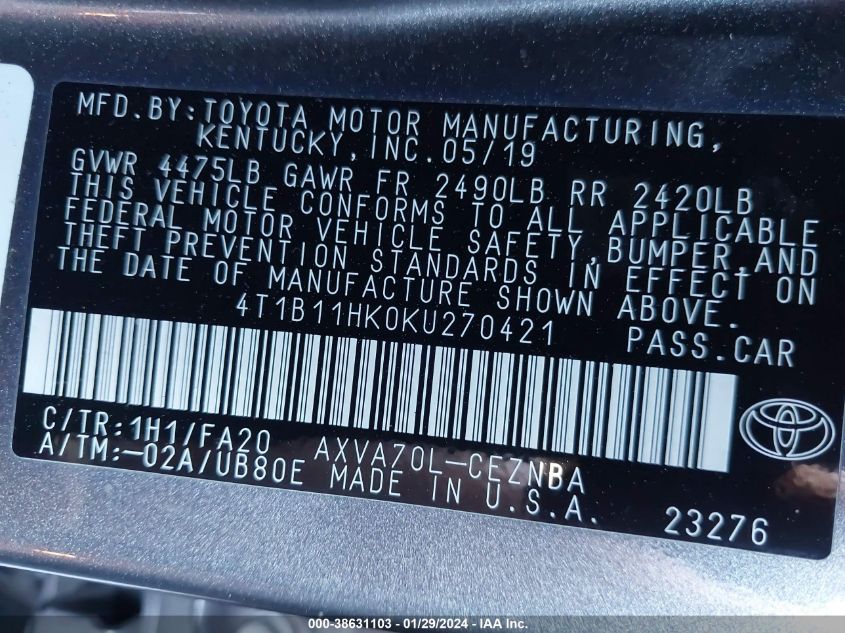 MFD.BY:TOYOTA MOTOR MANUFACTURING,
KENTUCKY,INC.05/19
GVWR 4475LB GAWR FR 2490LB RR 2420LB
THIS VEHICLE CONFORMS TO ALL APPLICABLE
FEDERAL MOTOR VEHICLE SAFETY,BUMPER,AND
THEFT PREVENTION STANDARDS IN EFFECT ON
THE DATE OF MANUFACTURE SHOWN ABOVE.
4T1B11HK0KU270421 PASS.CAR
C/TR:1H1/FA20 AXVA70L-CEZNBA
A/TM:-02A/UB80E MADE IN U.S.A.
23276
000-38631103 - 01/29/2024 - IAA Inc.